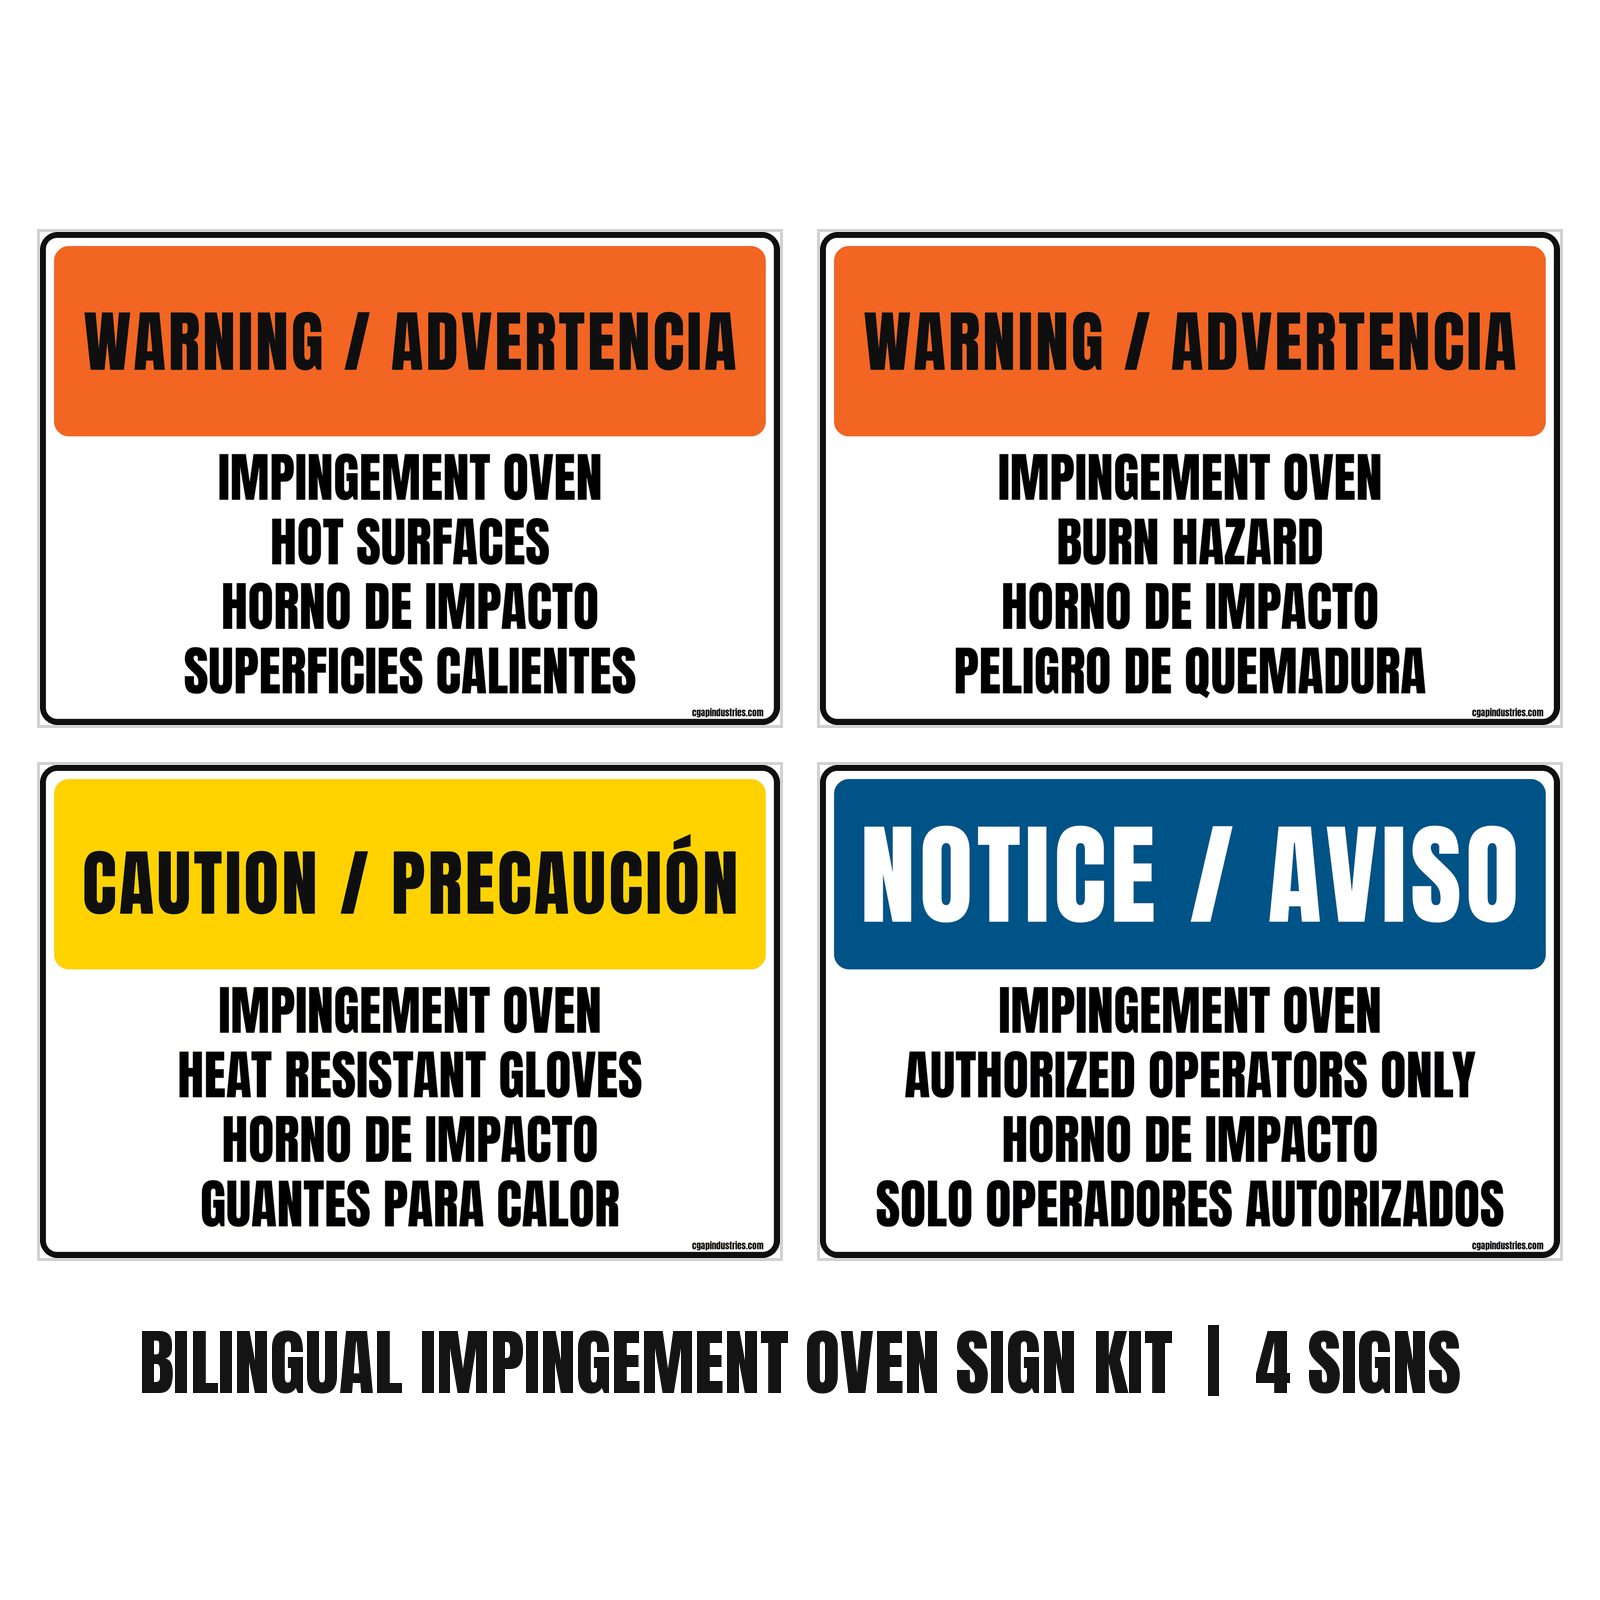 WARNING / ADVERTENCIA
IMPINGEMENT OVEN
HOT SURFACES
HORNO DE IMPACTO
SUPERFICIES CALIENTES
cgapindustries.com
WARNING / ADVERTENCIA
IMPINGEMENT OVEN
BURN HAZARD
HORNO DE IMPACTO
PELIGRO DE QUEMADURA
cgapindustries.com
CAUTION / PRECAUCIÓN
IMPINGEMENT OVEN
HEAT RESISTANT GLOVES
HORNO DE IMPACTO
GUANTES PARA CALOR
cgapindustries.com
NOTICE / AVISO
IMPINGEMENT OVEN
AUTHORIZED OPERATORS ONLY
HORNO DE IMPACTO
SOLO OPERADORES AUTORIZADOS
cgapindustries.com
BILINGUAL IMPINGEMENT OVEN SIGN KIT | 4 SIGNS